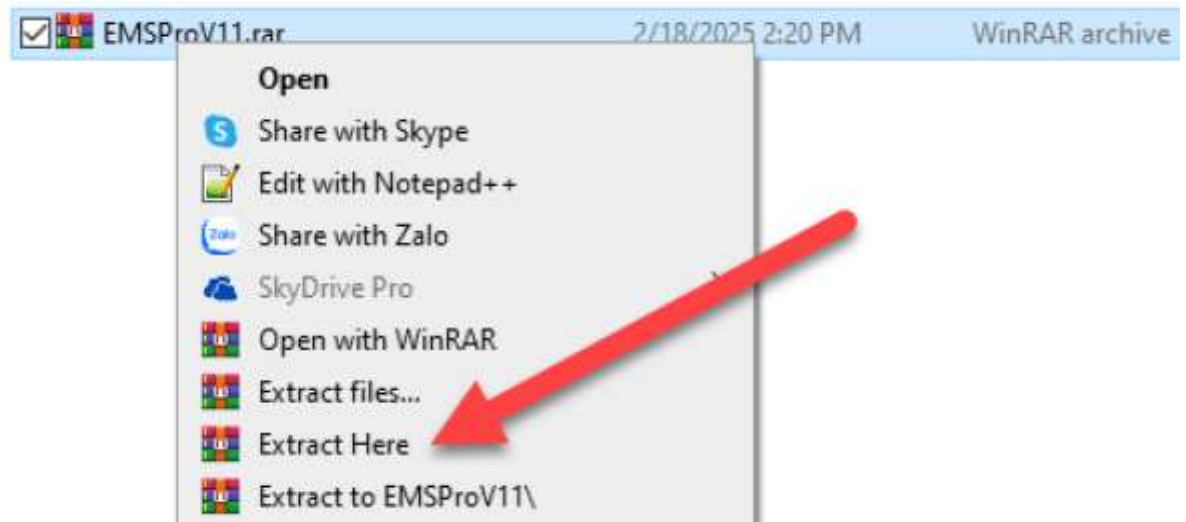 EMSProV11.rar 2/18/2025 2:20 PM WinRAR archive
Open
S Share with Skype
Edit with Notepad++
Zalo Share with Zalo
SkyDrive Pro
Open with WinRAR
Extract files...
Extract Here
Extract to EMSProV11\